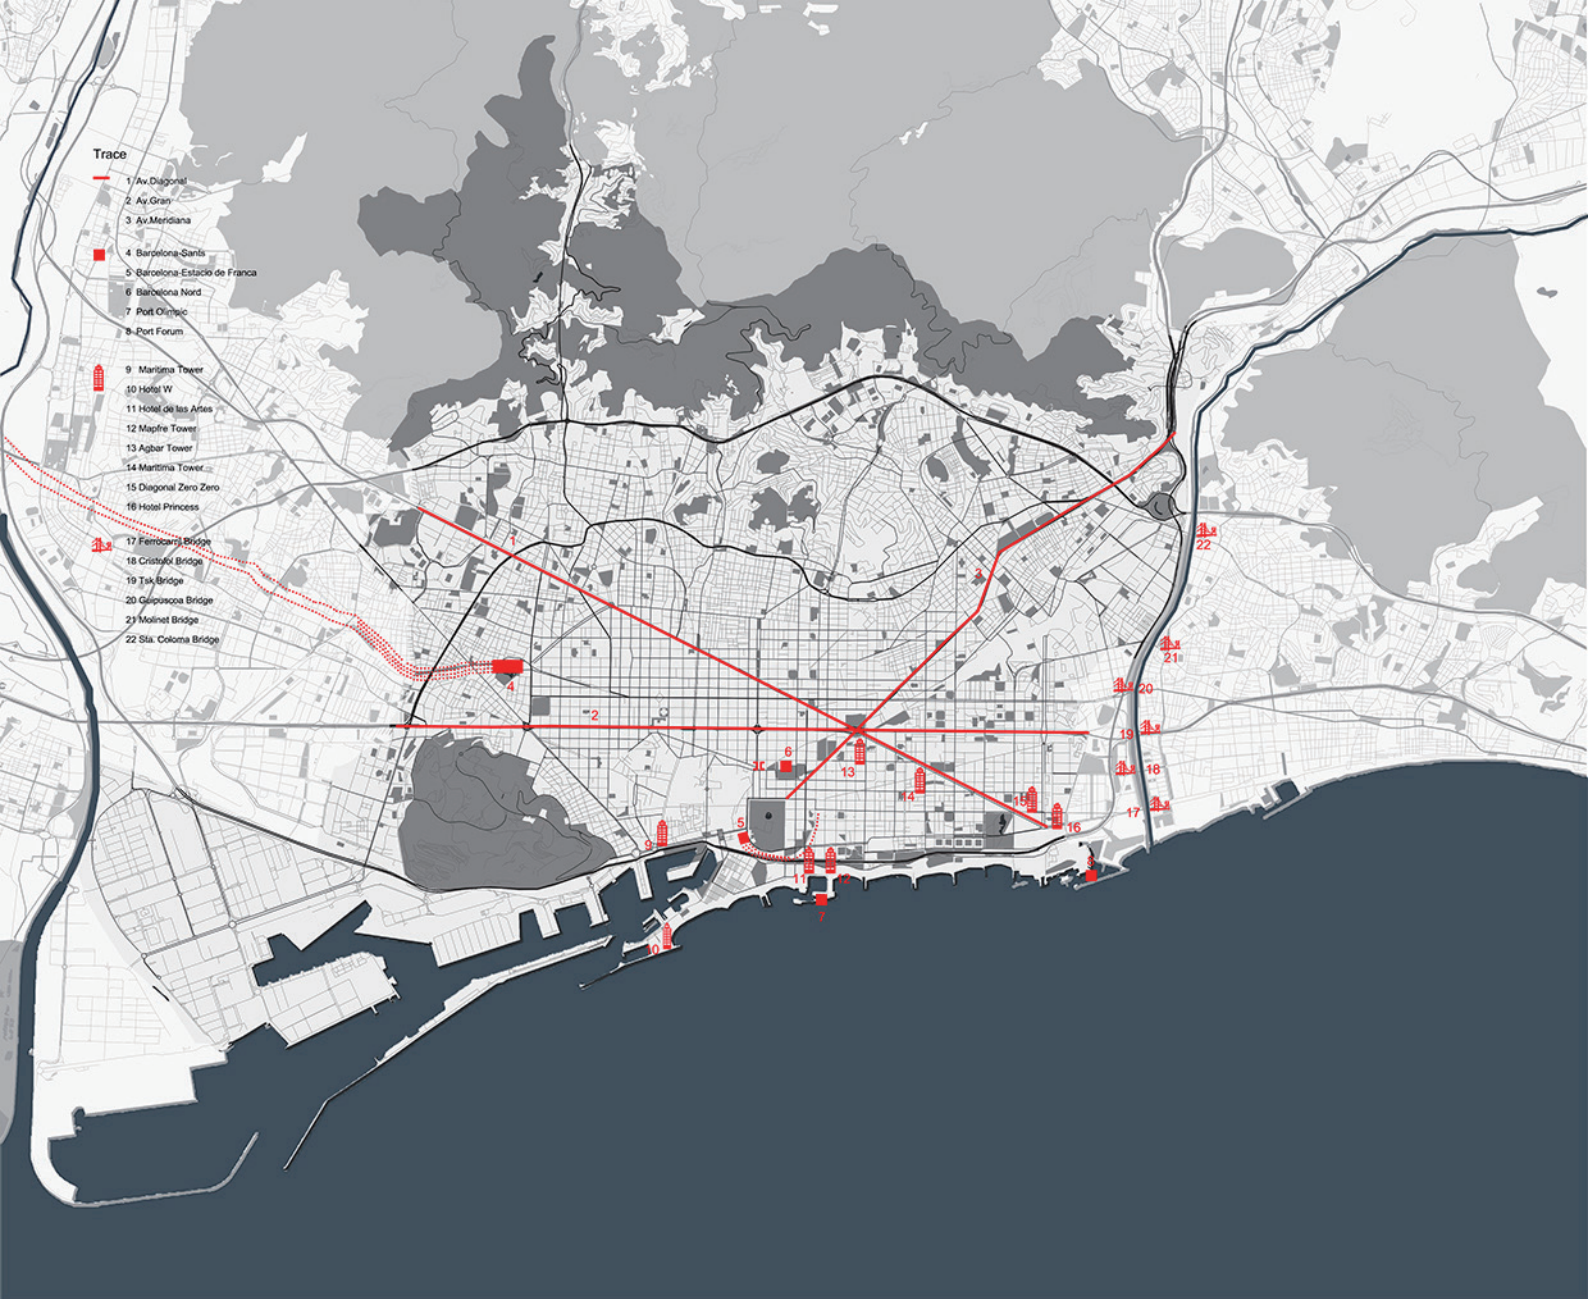 Trace
1 Av.Diagonal
2 Av.Gran
3 Av.Meridiana
4 Barcelona-Sants
5 Barcelona-Estacio de Franca
6 Barcelona Nord
7 Port Olimpic
8 Port Forum
9 Maritima Tower
10 Hotel W
11 Hotel de las Artes
12 Mapfre Tower
13 Agbar Tower
14 Maritima Tower
15 Diagonal Zero Zero
16 Hotel Princess
17 Ferrocarril Bridge
18 Cristofol Bridge
19 Tsk Bridge
20 Guipuscoa Bridge
21 Molinet Bridge
22 Sta. Coloma Bridge
1
22
3
21
4
20
2
19
6
13
18
14
15
17
16
5
9
11
12
8
7
10